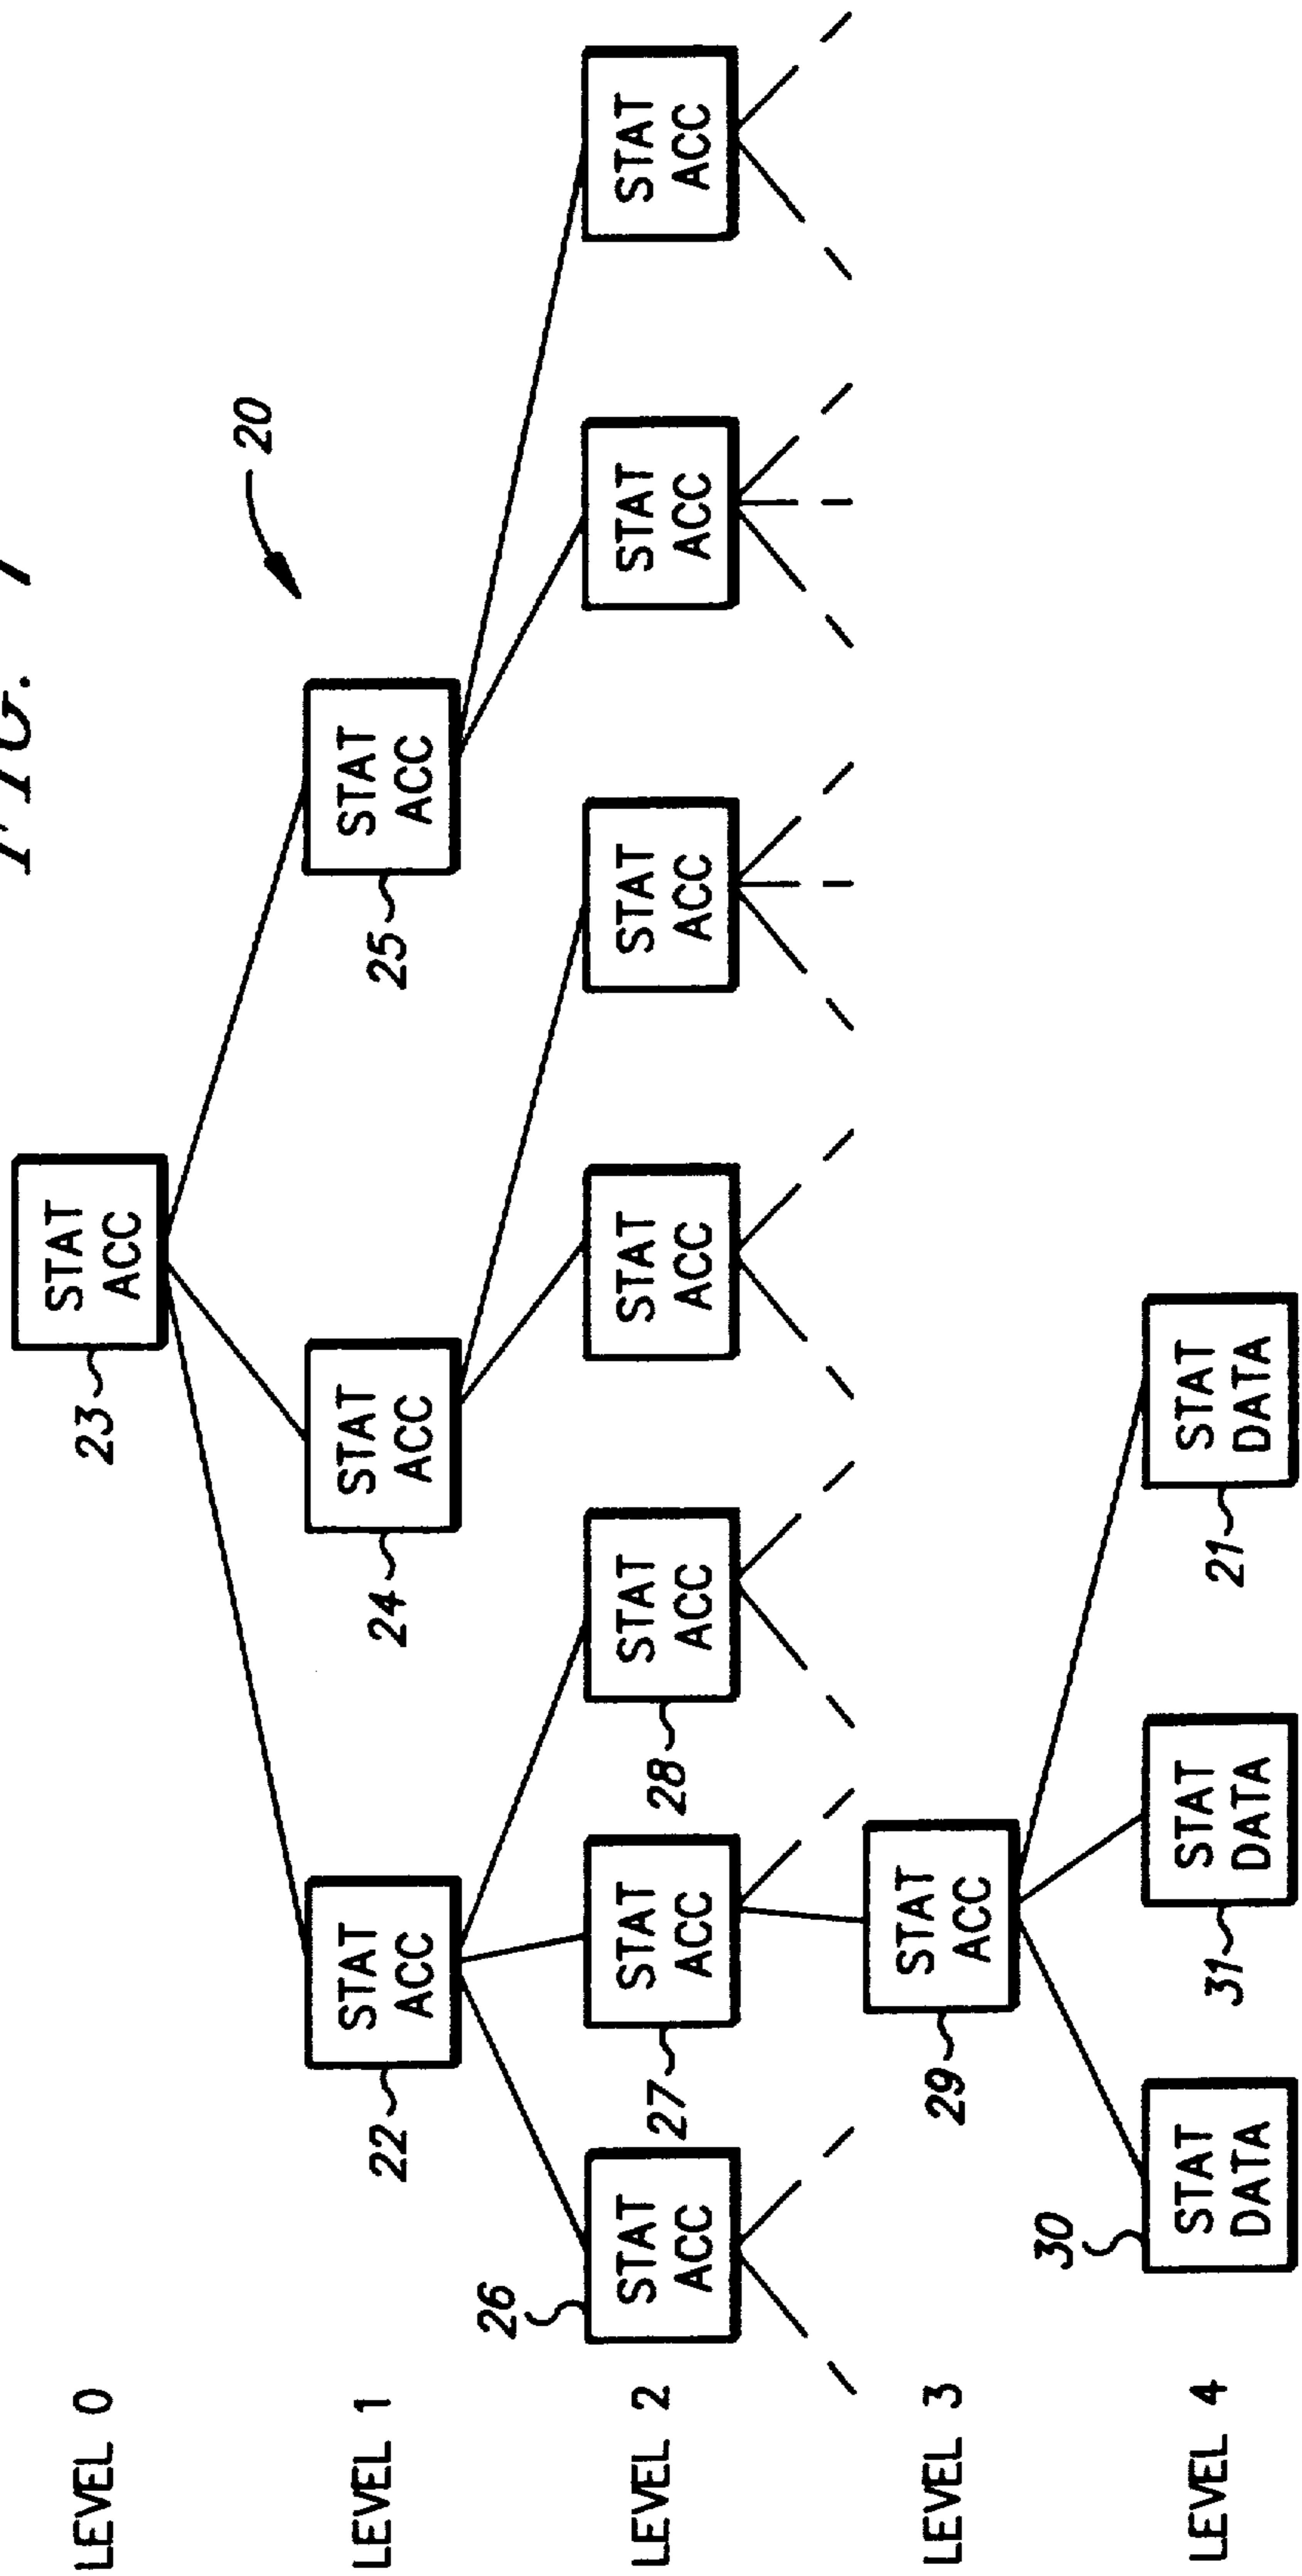 FIG.
LEVEL 0
23
STAT
ACC
20
LEVEL 1
22
STAT
ACC
24
STAT
ACC
25
STAT
ACC
LEVEL 2
26
STAT
ACC
27
STAT
ACC
28
STAT
ACC
STAT
ACC
STAT
ACC
STAT
ACC
STAT
ACC
LEVEL 3
29
STAT
ACC
LEVEL 4
30
STAT
DATA
31
STAT
DATA
21
STAT
DATA